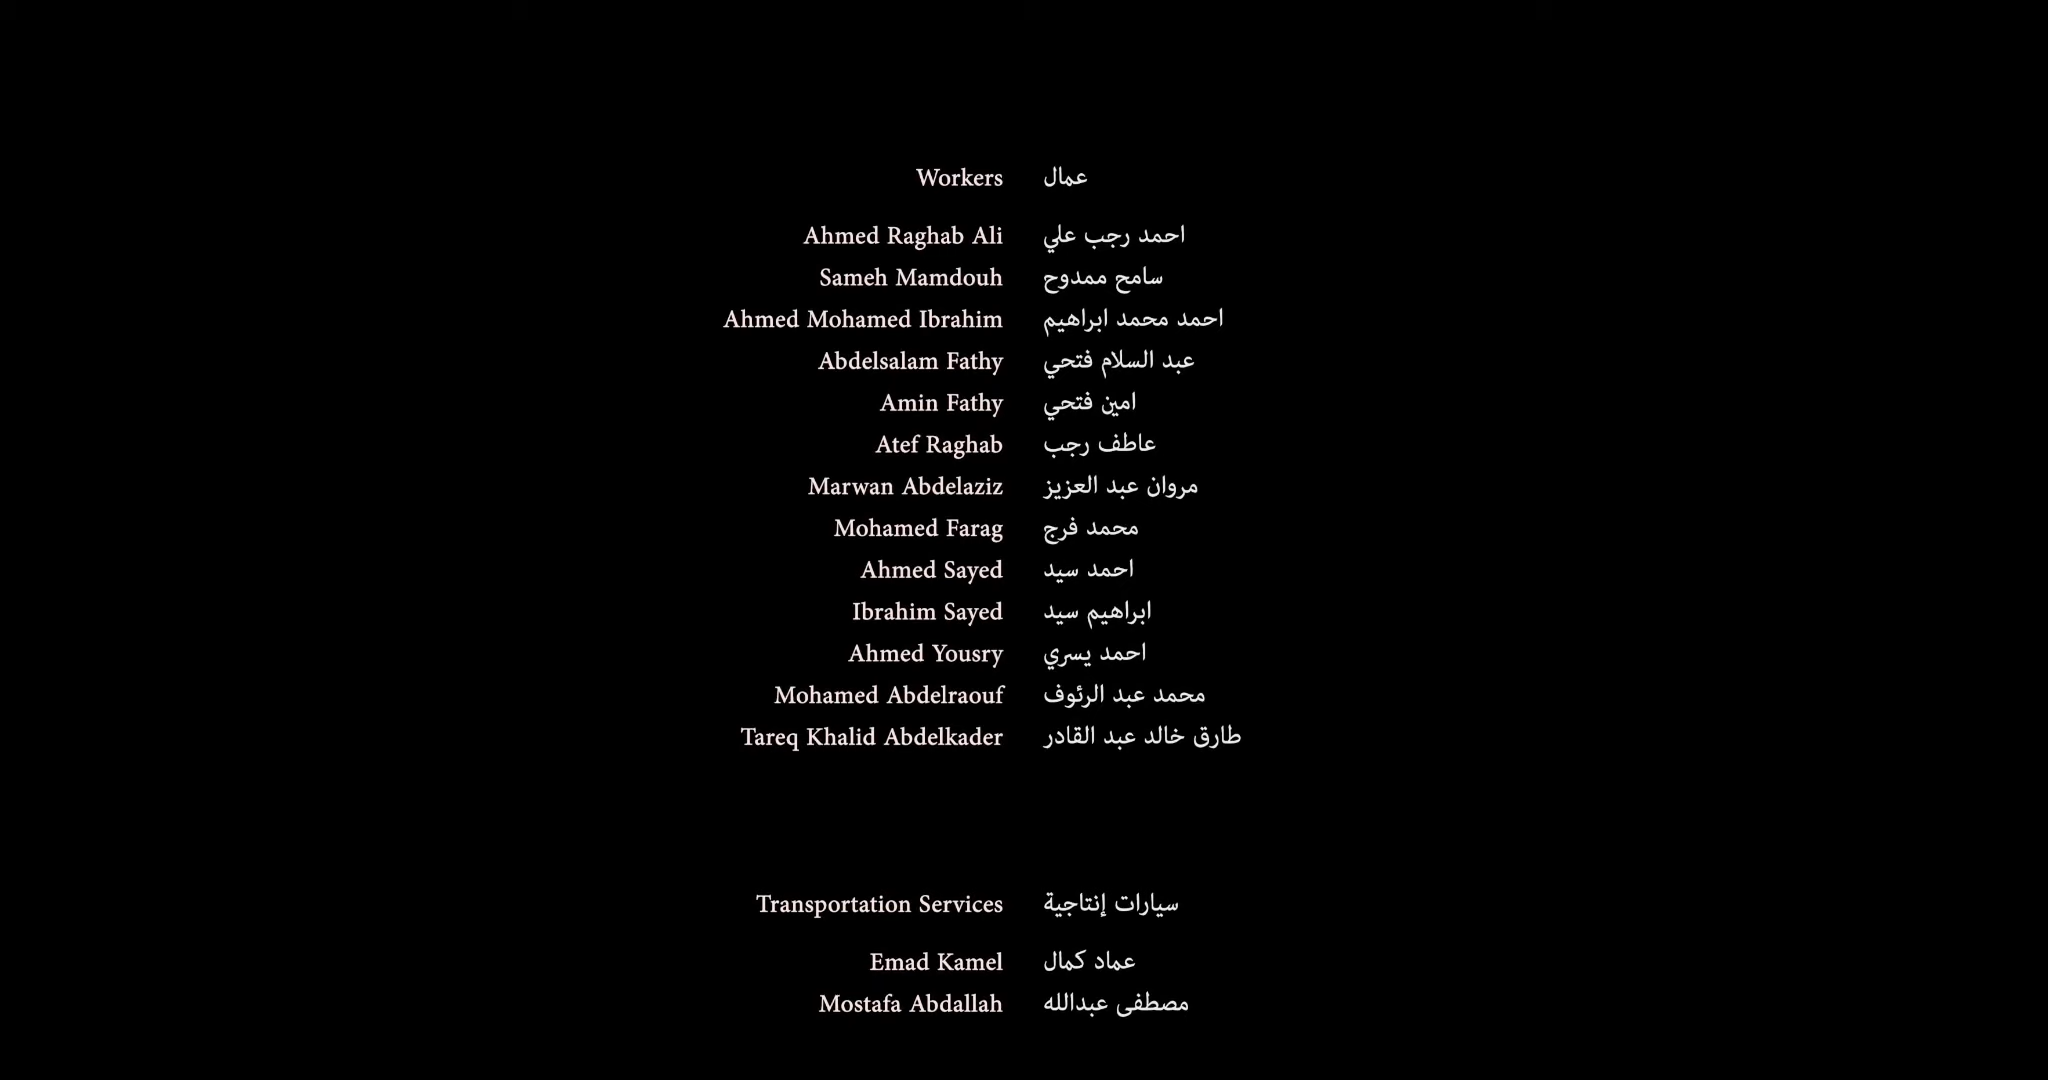 Workers عمال
Ahmed Raghab Ali احمد رجب علي
Sameh Mamdouh سامح ممدوح
Ahmed Mohamed Ibrahim احمد محمد ابراهيم
Abdelsalam Fathy عبد السلام فتحي
Amin Fathy امين فتحي
Atef Raghab عاطف رجب
Marwan Abdelaziz مروان عبد العزيز
Mohamed Farag محمد فرج
Ahmed Sayed احمد سيد
Ibrahim Sayed ابراهيم سيد
Ahmed Yousry احمد يسري
Mohamed Abdelraouf محمد عبد الرئوف
Tareq Khalid Abdelkader طارق خالد عبد القادر
Transportation Services سيارات إنتاجية
Emad Kamel عماد كمال
Mostafa Abdallah مصطفى عبدالله